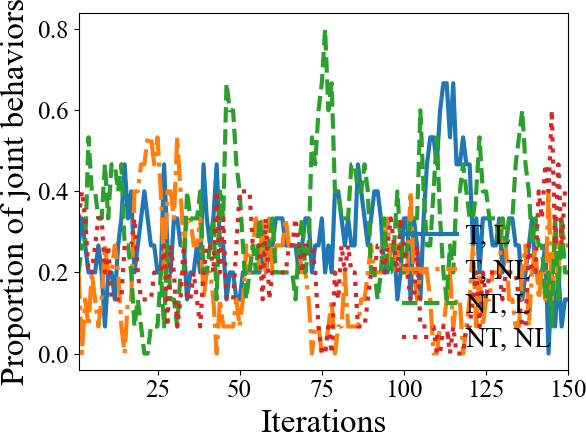 Proportion of joint behaviors
0.8
0.6
0.4
0.2
0.0
T, L
T, NL
NT, L
NT, NL
25
50
75
100
125
150
Iterations